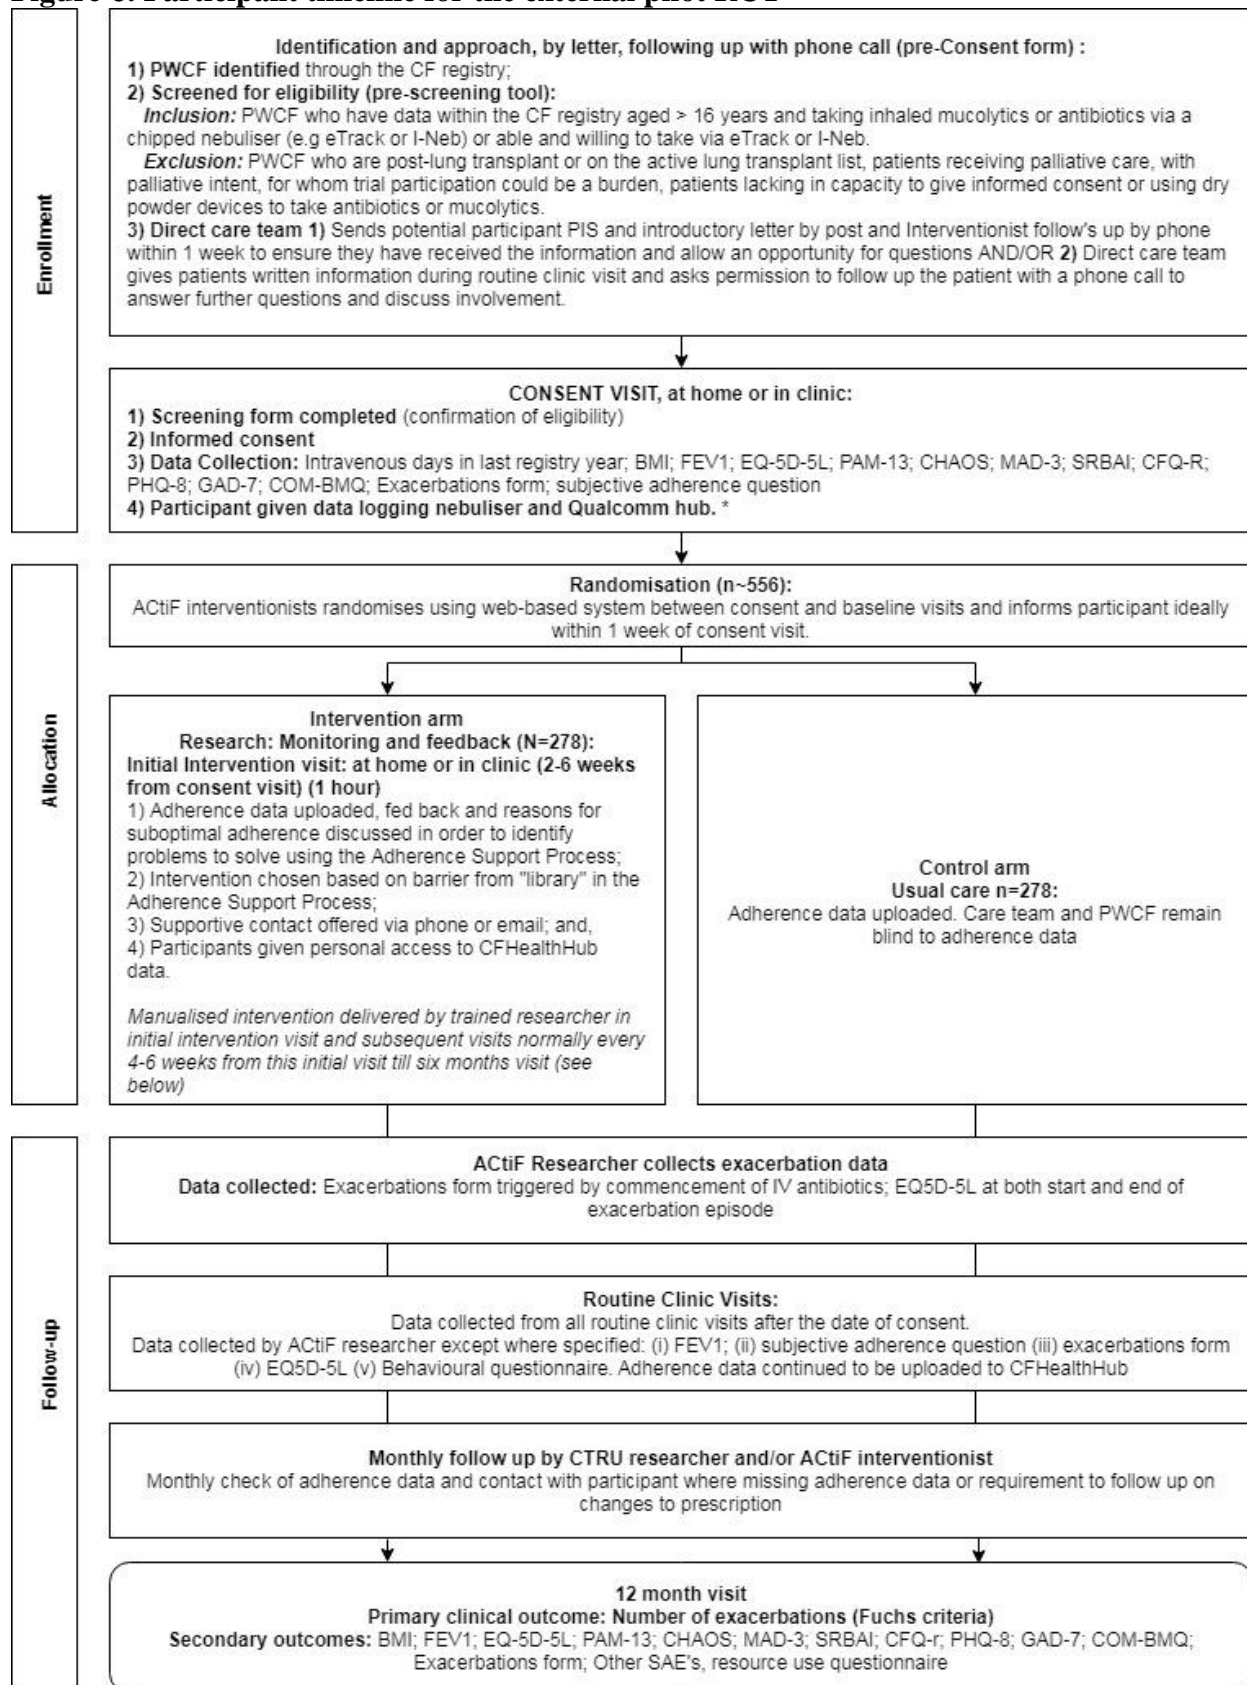 Figure 6: Participant timeline for the external pilot RCT
Enrollment
Identification and approach, by letter, following up with phone call (pre-Consent form) :
1) PWCF identified through the CF registry;
2) Screened for eligibility (pre-screening tool):
Inclusion: PWCF who have data within the CF registry aged > 16 years and taking inhaled mucolytics or antibiotics via a
chipped nebuliser (e.g eTrack or I-Neb) or able and willing to take via eTrack or I-Neb.
Exclusion: PWCF who are post-lung transplant or on the active lung transplant list, patients receiving palliative care, with
palliative intent, for whom trial participation could be a burden, patients lacking in capacity to give informed consent or using dry
powder devices to take antibiotics or mucolytics.
3) Direct care team 1) Sends potential participant PIS and introductory letter by post and Interventionist follow's up by phone
within 1 week to ensure they have received the information and allow an opportunity for questions AND/OR 2) Direct care team
gives patients written information during routine clinic visit and asks permission to follow up the patient with a phone call to
answer further questions and discuss involvement.
CONSENT VISIT, at home or in clinic:
1) Screening form completed (confirmation of eligibility)
2) Informed consent
3) Data Collection: Intravenous days in last registry year; BMI; FEV1; EQ-5D-5L; PAM-13; CHAOS; MAD-3; SRBAI; CFQ-R;
PHQ-8; GAD-7; COM-BMQ; Exacerbations form; subjective adherence question
4) Participant given data logging nebuliser and Qualcomm hub. *
Allocation
Randomisation (n~556):
ACtiF interventionists randomises using web-based system between consent and baseline visits and informs participant ideally
within 1 week of consent visit.
Intervention arm
Research: Monitoring and feedback (N=278):
Initial Intervention visit: at home or in clinic (2-6 weeks
from consent visit) (1 hour)
1) Adherence data uploaded, fed back and reasons for
suboptimal adherence discussed in order to identify
problems to solve using the Adherence Support Process;
2) Intervention chosen based on barrier from "library" in the
Adherence Support Process;
3) Supportive contact offered via phone or email; and,
4) Participants given personal access to CFHealthHub
data.
Manualised intervention delivered by trained researcher in
initial intervention visit and subsequent visits normally every
4-6 weeks from this initial visit till six months visit (see
below)
Control arm
Usual care n=278:
Adherence data uploaded. Care team and PWCF remain
blind to adherence data
Follow-up
ACtiF Researcher collects exacerbation data
Data collected: Exacerbations form triggered by commencement of IV antibiotics; EQ5D-5L at both start and end of
exacerbation episode
Routine Clinic Visits:
Data collected from all routine clinic visits after the date of consent.
Data collected by ACtiF researcher except where specified: (i) FEV1; (ii) subjective adherence question (iii) exacerbations form
(iv) EQ5D-5L (v) Behavioural questionnaire. Adherence data continued to be uploaded to CFHealthHub
Monthly follow up by CTRU researcher and/or ACtiF interventionist
Monthly check of adherence data and contact with participant where missing adherence data or requirement to follow up on
changes to prescription
12 month visit
Primary clinical outcome: Number of exacerbations (Fuchs criteria)
Secondary outcomes: BMI; FEV1; EQ-5D-5L; PAM-13; CHAOS; MAD-3; SRBAI; CFQ-r; PHQ-8; GAD-7; COM-BMQ;
Exacerbations form; Other SAE's, resource use questionnaire